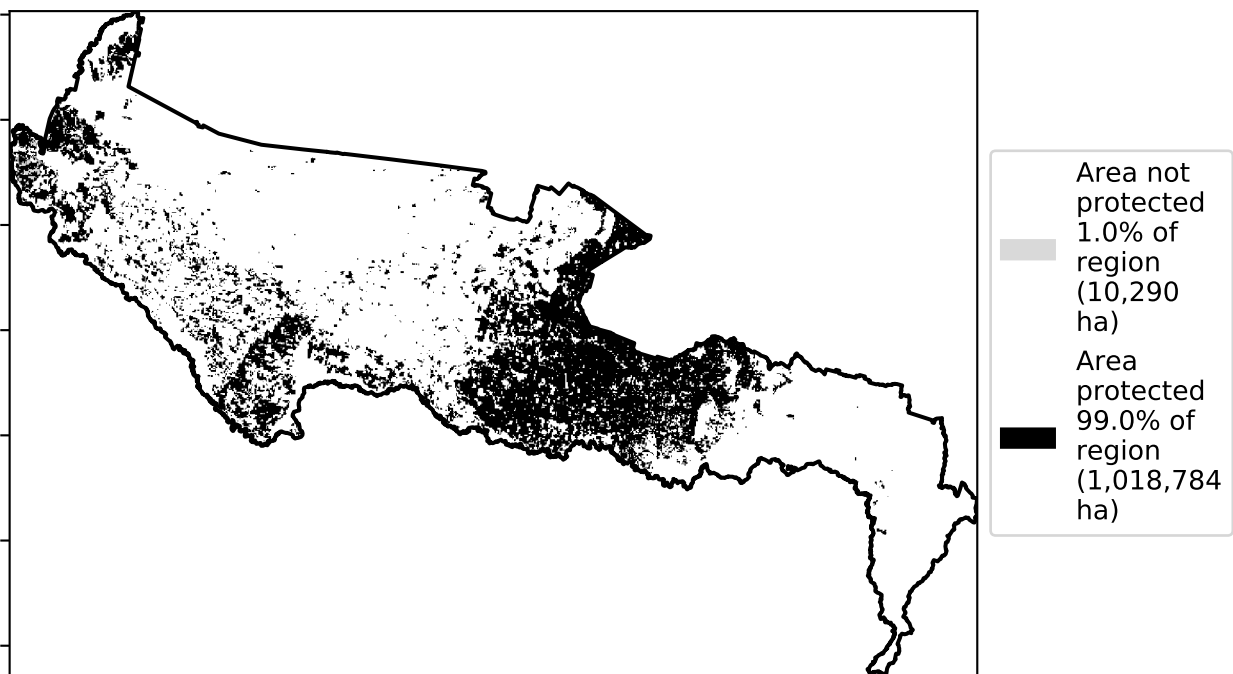 Area not
protected
1.0% of
region
(10,290
ha)
Area
protected
99.0% of
region
(1,018,784
ha)